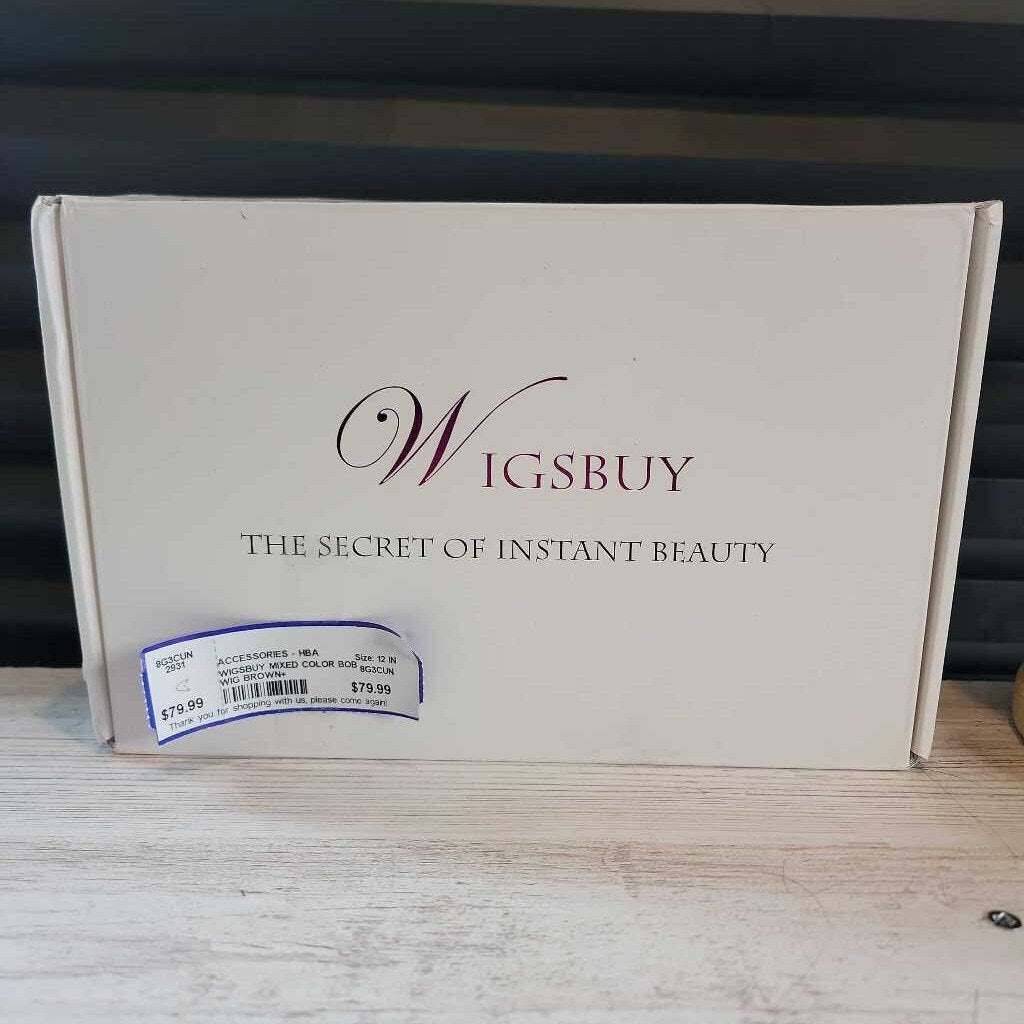 WIGSBUY
THE SECRET OF INSTANT BEAUTY
8G3CUN
2931
$79.99
ACCESSORIES - HBA
Size: 12 IN
WIGSBUY MIXED COLOR BOB
8G3CUN
WIG BROWN+
$79.99
Thank you for shopping with us, please come again!